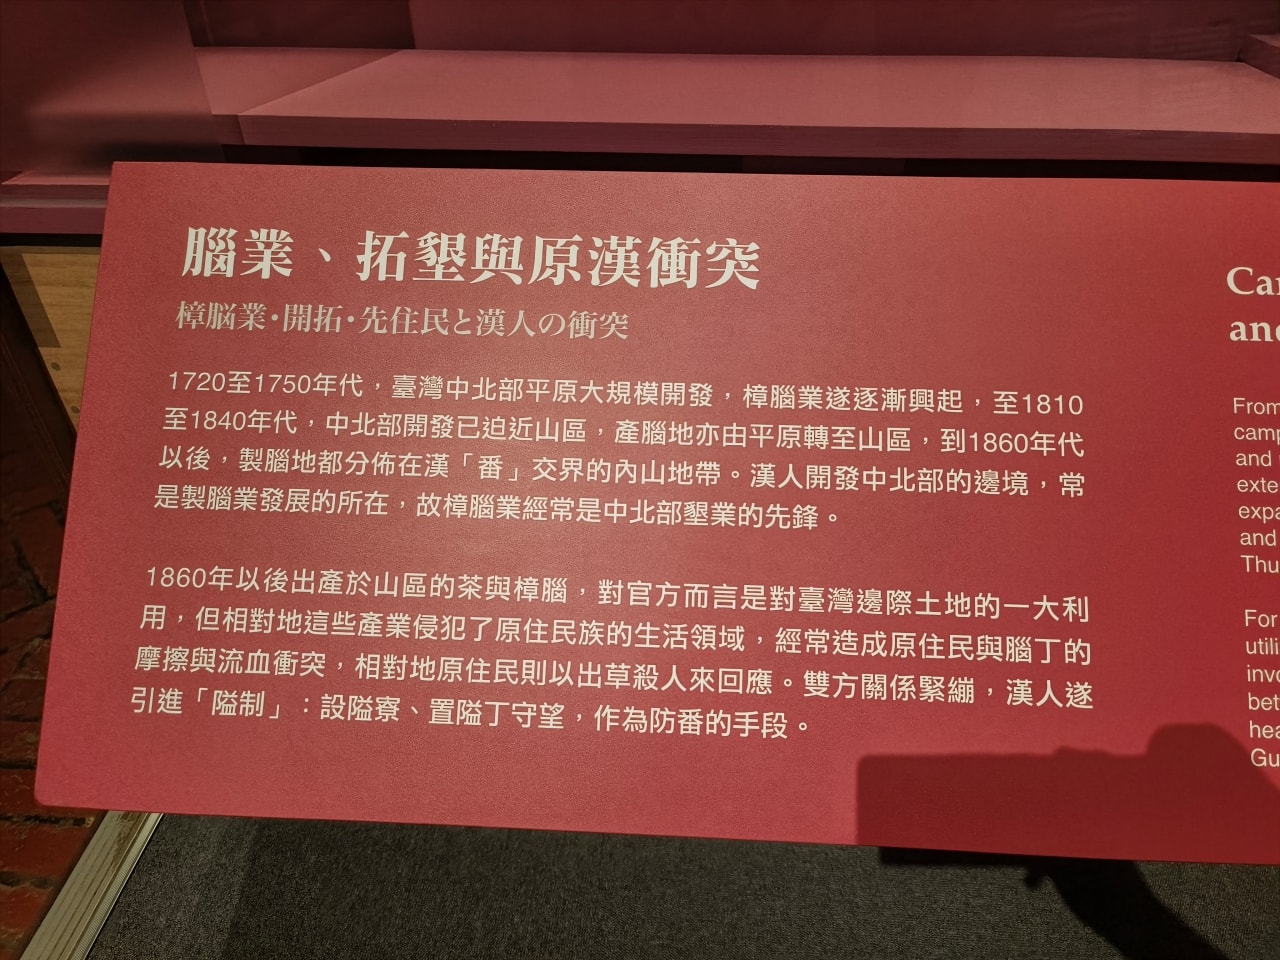 腦業、拓墾與原漢衝突
樟脳業・開拓・先住民と漢人の衝突
1720至1750年代，臺灣中北部平原大規模開發，樟腦業遂逐漸興起，至1810
至1840年代，中北部開發已迫近山區，產腦地亦由平原轉至山區，到1860年代
以後，製腦地都分佈在漢「番」交界的內山地帶。漢人開發中北部的邊境，常
是製腦業發展的所在，故樟腦業經常是中北部墾業的先鋒。
1860年以後出產於山區的茶與樟腦，對官方而言是對臺灣邊際土地的一大利
用，但相對地這些產業侵犯了原住民族的生活領域，經常造成原住民與腦丁的
摩擦與流血衝突，相對地原住民則以出草殺人來回應。雙方關係緊繃，漢人遂
引進「隘制」：設隘寮、置隘丁守望，作為防番的手段。
Ca
and
From
camp
and
exte
expa
and
Thu
For
utili
invo
bet
hea
Gu